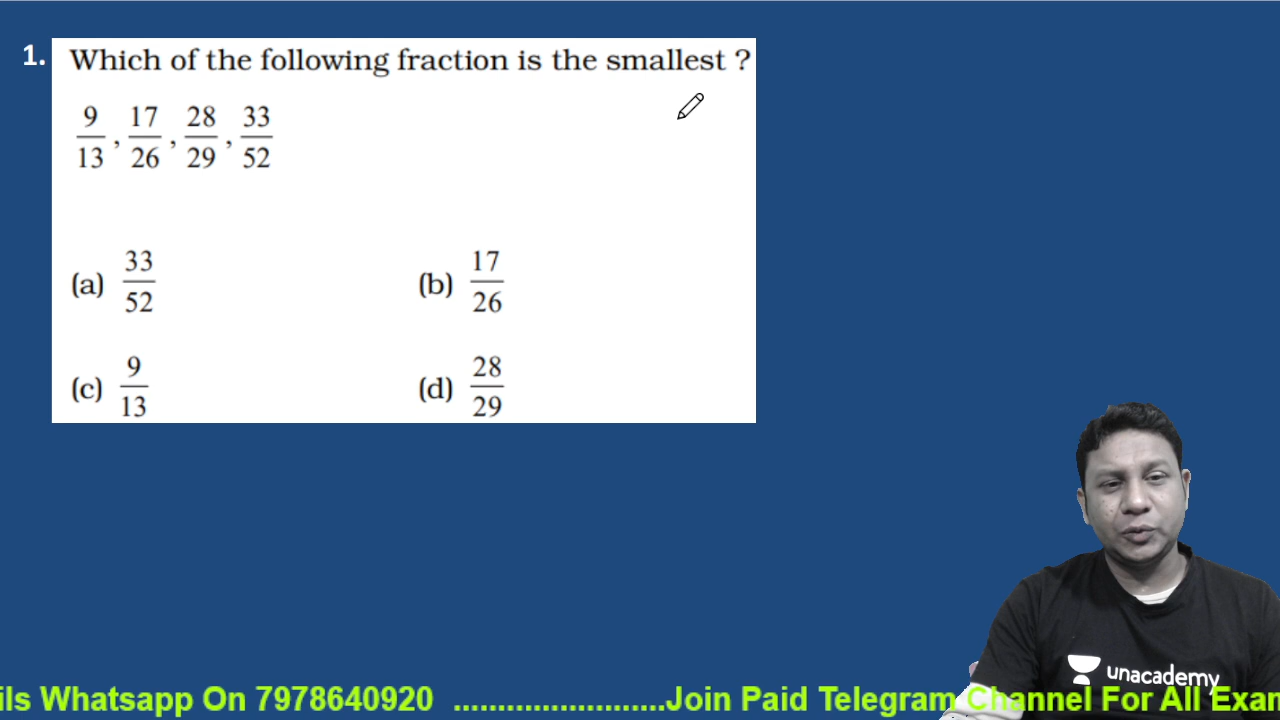 1. Which of the following fraction is the smallest ?
9/13, 17/26, 28/29, 33/52
(a) 33/52 (b) 17/26
(c) 9/13 (d) 28/29
unacademy
ils Whatsapp On 7978640920 ........................Join Paid Telegram Channel For All Exar